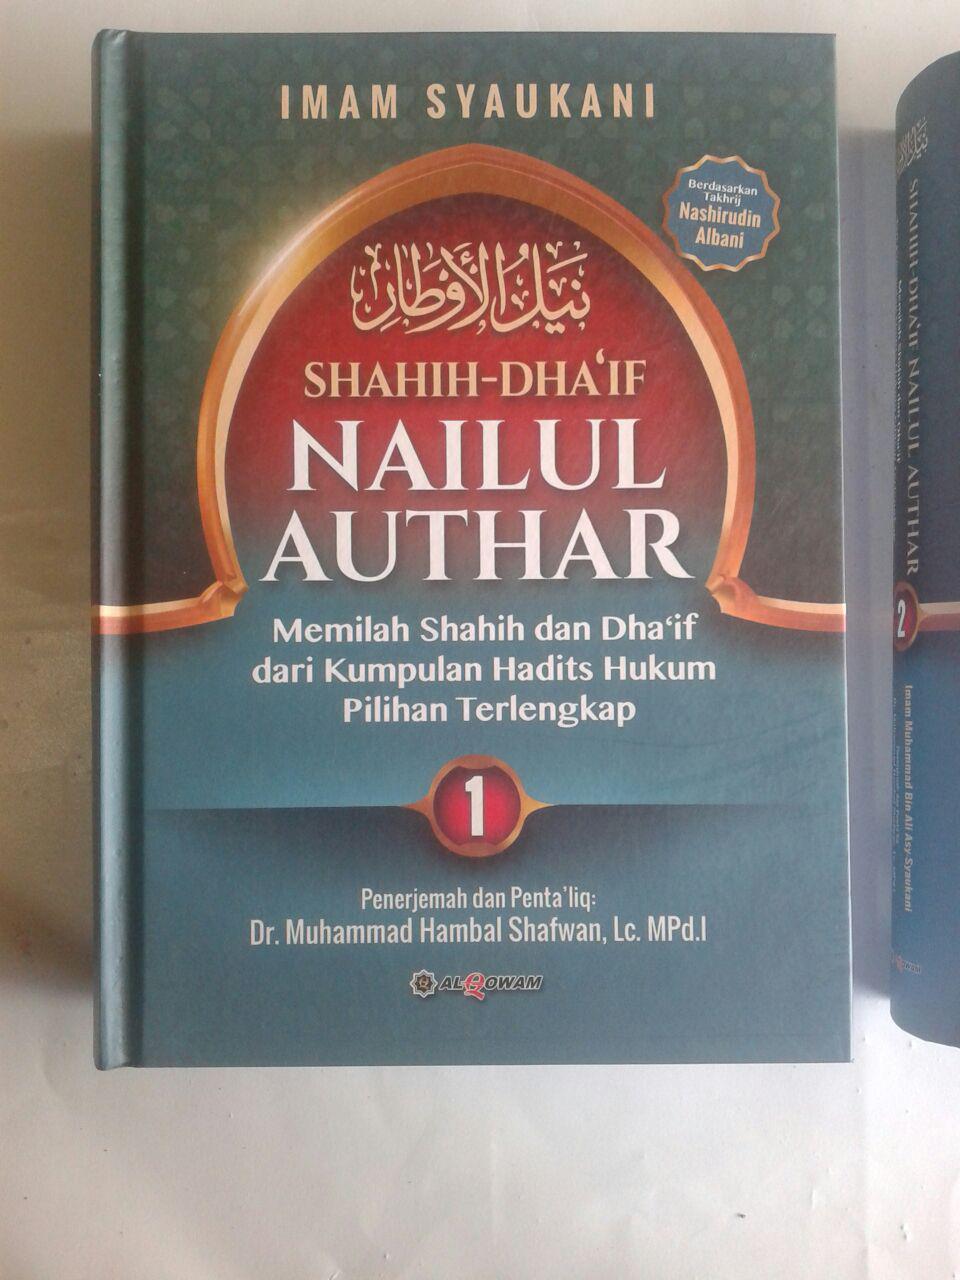 IMAM SYAUKANI
Berdasarkan
Takhrij
Nashirudin
Albani
نَيْلُ الأَوْطَارِ
SHAHIH-DHA‘IF
NAILUL
AUTHAR
Memilah Shahih dan Dha‘if
dari Kumpulan Hadits Hukum
Pilihan Terlengkap
1
Penerjemah dan Penta’liq:
Dr. Muhammad Hambal Shafwan, Lc. MPd.I
AL-QOWAM
SHAHIH-DHA‘IF NAILUL AUTHAR
2
Imam Muhammad Bin Ali Asy-Syaukani